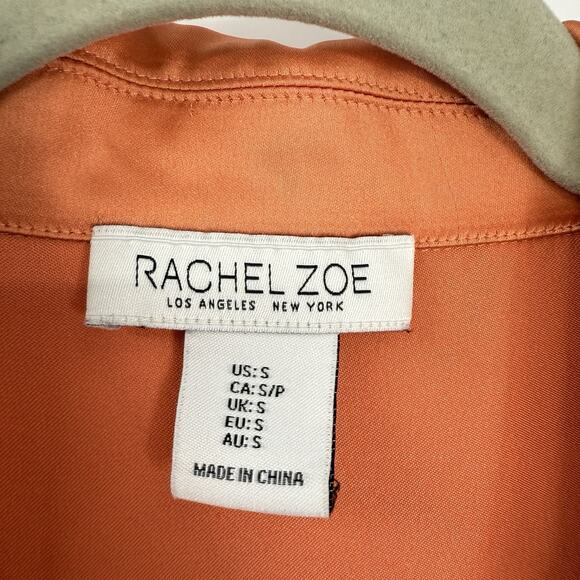 RACHEL ZOE
LOS ANGELES NEW YORK
US: S
CA: S/P
UK: S
EU: S
AU: S
MADE IN CHINA